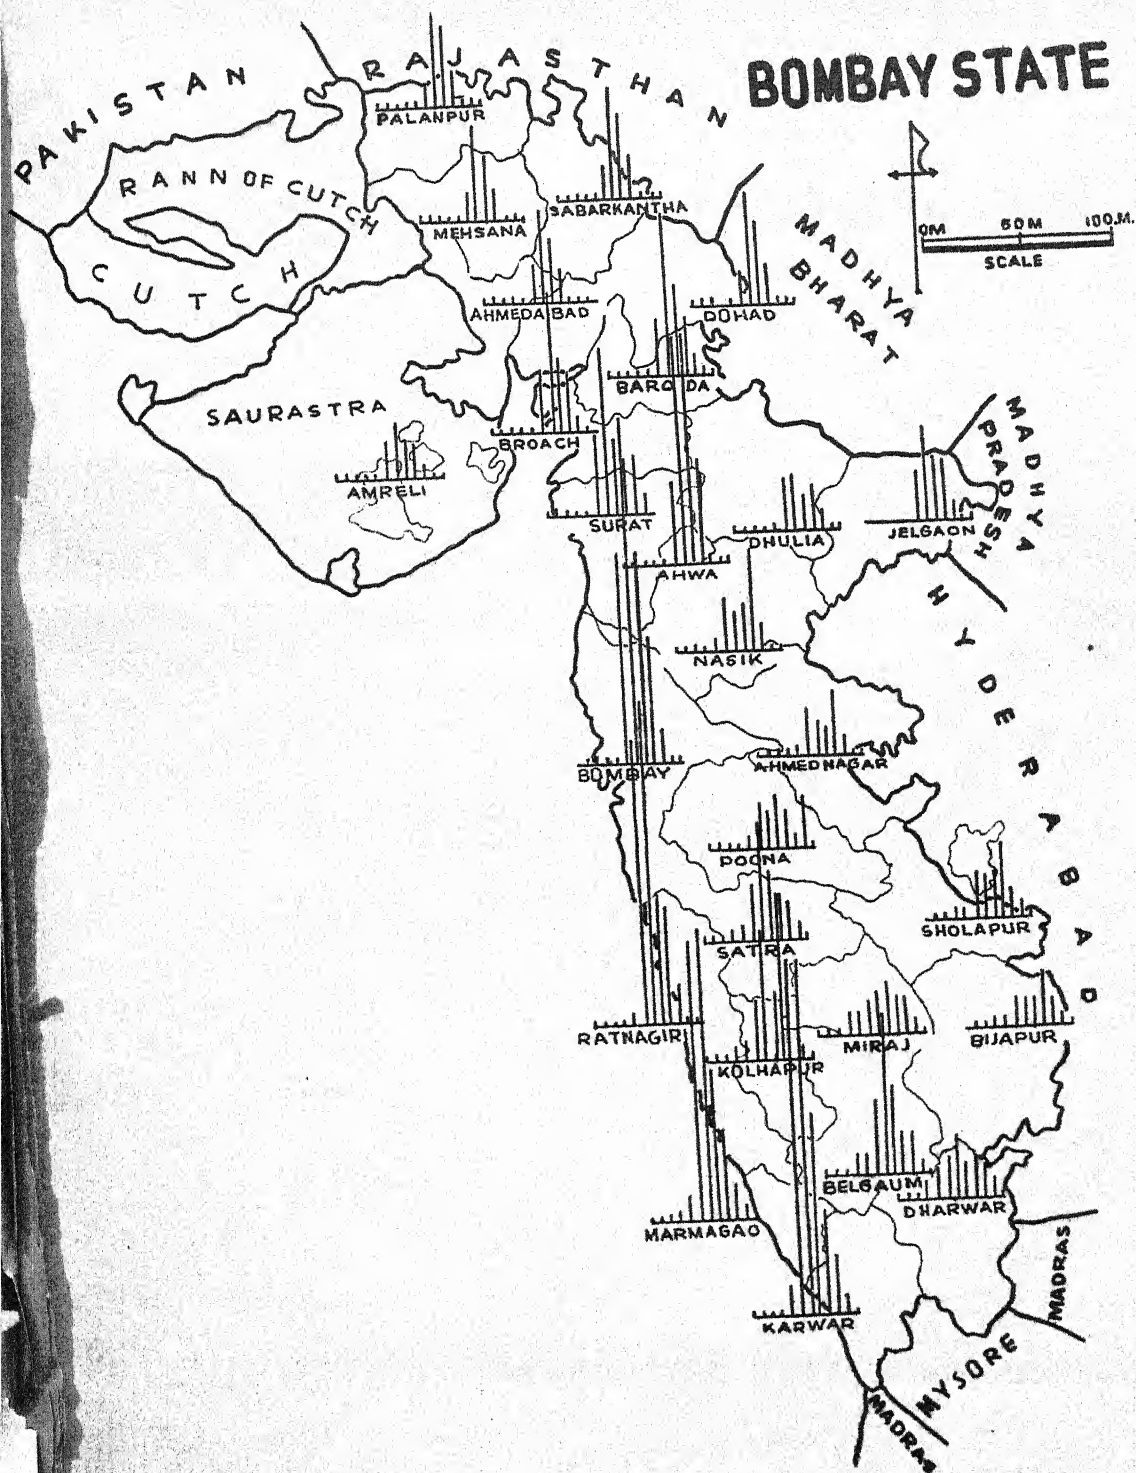 BOMBAY STATE
PAKISTAN
RAJASTHAN
PALANPUR
RANN OF CUTCH
CUTCH
MEHSANA
SABARKANTHA
MADHYA
BHARAT
0M 50M 100.M.
SCALE
AHMEDABAD
DOHAD
BARODA
SAURASTRA
BROACH
AMRELI
SURAT
DHULIA
JELGAON
MADHYA
PRADESH
AHWA
HYDERABAD
NASIK
BOMBAY
AHMEDNAGAR
POONA
SHOLAPUR
SATRA
RATNAGIRI
MIRAJ
BIJAPUR
KOLHAPUR
BELGAUM
DHARWAR
MARMAGAO
MADRAS
KARWAR
MYSORE
MADRAS